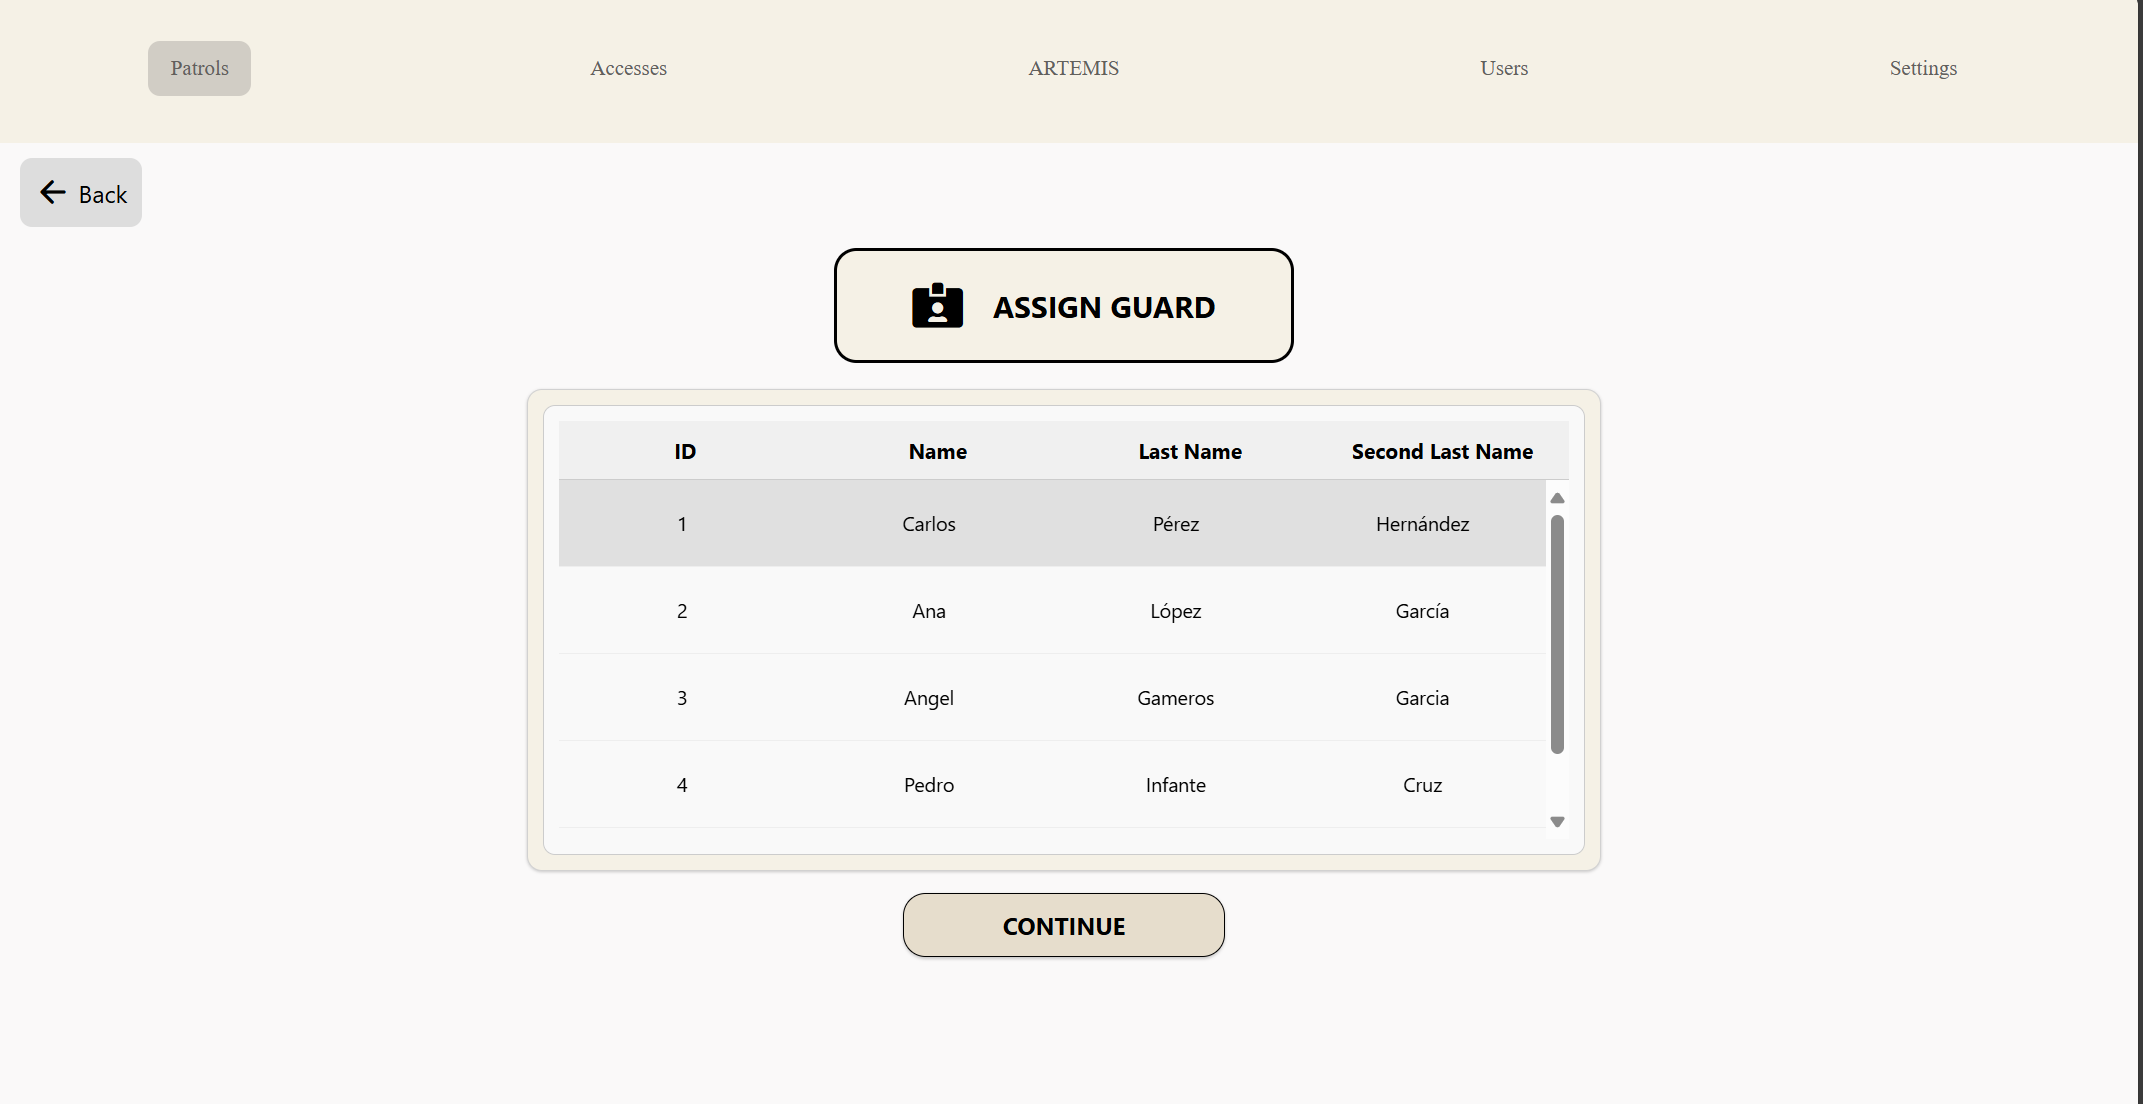 Patrols Accesses ARTEMIS Users Settings
Back
ASSIGN GUARD
ID Name Last Name Second Last Name
1 Carlos Pérez Hernández
2 Ana López García
3 Angel Gameros Garcia
4 Pedro Infante Cruz
CONTINUE